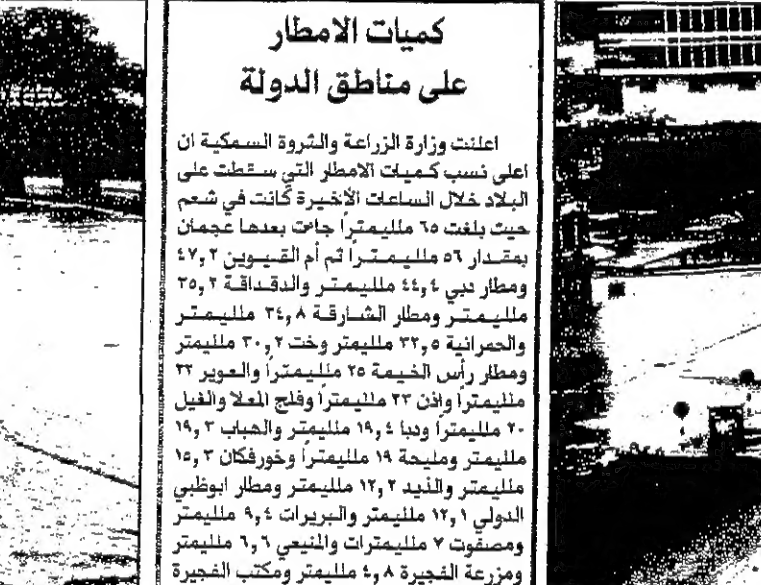 كميات الامطار
على مناطق الدولة
اعلنت وزارة الزراعة والثروة السمكية ان
اعلى نسب كميات الامطار التي سقطت على
البلاد خلال الساعات الأخيرة كانت في شعم
حيث بلغت ٦٥ ملليمتراً جاءت بعدها عجمان
بمقدار ٥٦ ملليمتراً ثم أم القيوين ٤٧,٢
ومطار دبي ٤٤,٤ ملليمتر والدقداقة ٣٥,٢
ملليمتر ومطار الشارقة ٣٤,٨ ملليمتر
والحمرانية ٣٢,٥ ملليمتر وخت ٣٠,٢ ملليمتر
ومطار رأس الخيمة ٢٥ ملليمتراً والعوير ٢٣
ملليمتراً واذن ٢٣ ملليمتراً وفلج المعلا والغيل
٢٠ ملليمتراً ودبا ١٩,٤ ملليمتر والهباب ١٩,٣
ملليمتر ومليحة ١٩ ملليمتراً وخورفكان ١٥,٣
ملليمتر والذيد ١٢,٢ ملليمتر ومطار ابوظبي
الدولي ١٢,١ ملليمتر والبريرات ٩,٤ ملليمتر
ومصفوت ٧ ملليمترات والمنيعي ٦,٦ ملليمتر
ومزرعة الفجيرة ٤,٨ ملليمتر ومكتب الفجيرة